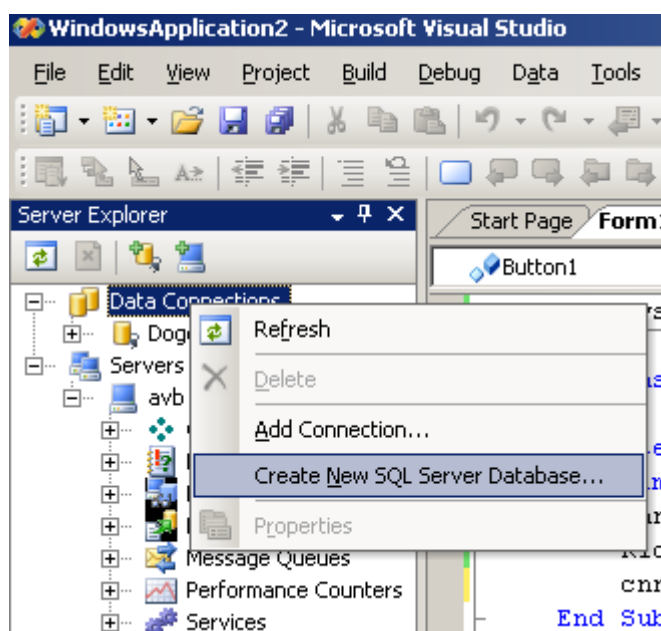 WindowsApplication2 - Microsoft Visual Studio
File Edit View Project Build Debug Data Tools
Server Explorer
Start Page Form1
Button1
Data Connections
Refresh
Servers
Delete
avb
Add Connection...
Create New SQL Server Database...
Properties
Message Queues
Performance Counters
Services
End Sub